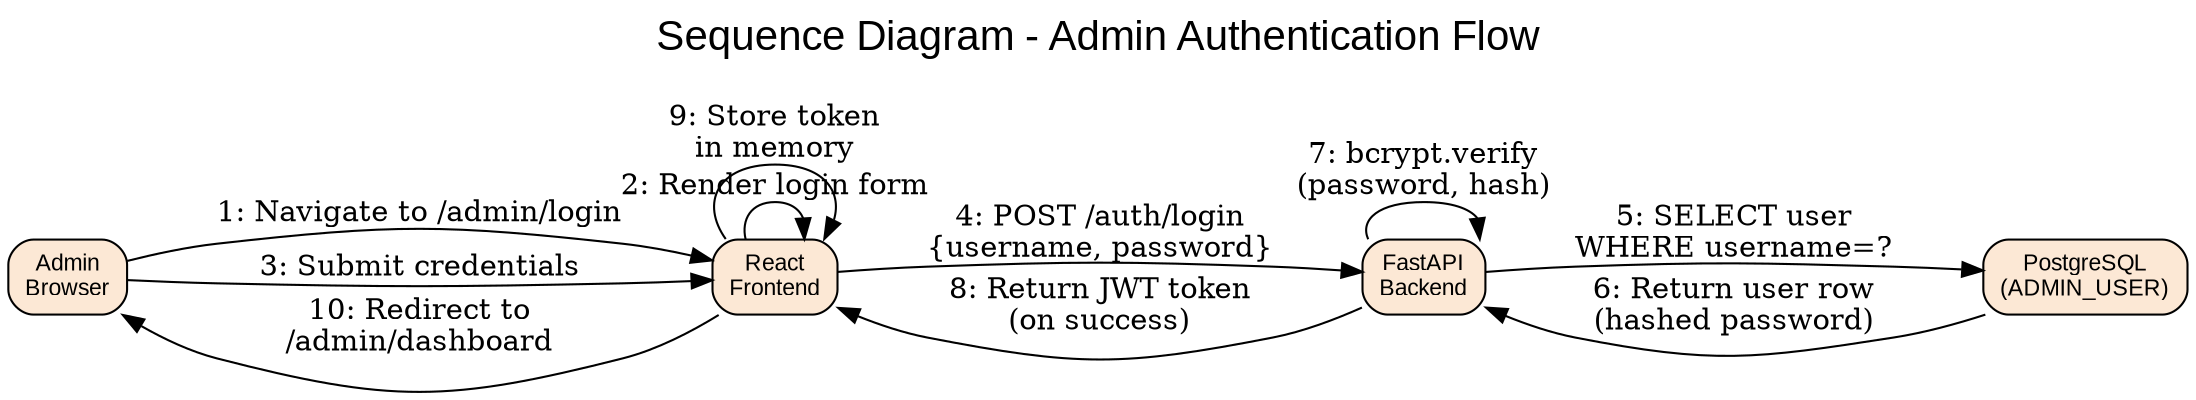 Sequence Diagram - Admin Authentication Flow
9: Store token
in memory
2: Render login form
7: bcrypt.verify
(password, hash)
1: Navigate to /admin/login
4: POST /auth/login
{username, password}
5: SELECT user
WHERE username=?
Admin
Browser
3: Submit credentials
React
Frontend
FastAPI
Backend
PostgreSQL
(ADMIN_USER)
10: Redirect to
/admin/dashboard
8: Return JWT token
(on success)
6: Return user row
(hashed password)